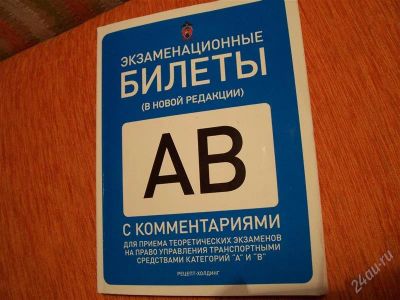 ЭКЗАМЕНАЦИОННЫЕ
БИЛЕТЫ
(В НОВОЙ РЕДАКЦИИ)
АВ
С КОММЕНТАРИЯМИ
ДЛЯ ПРИЕМА ТЕОРЕТИЧЕСКИХ ЭКЗАМЕНОВ
НА ПРАВО УПРАВЛЕНИЯ ТРАНСПОРТНЫМИ
СРЕДСТВАМИ КАТЕГОРИЙ "А" И "В"
РЕЦЕПТ-ХОЛДИНГ
24au.ru